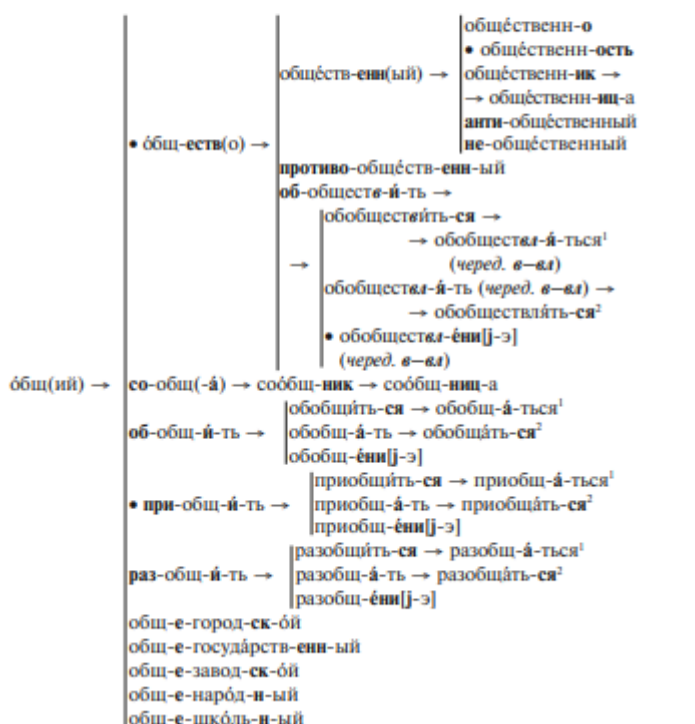 общéственн-о
• общéственн-ость
общéств-енн(ый) → общéственн-ик →
→ общéственн-иц-а
анти-общéственный
• óбщ-еств(о) → не-общéственный
противо-общéств-енн-ый
об-обществ-и́-ть →
обобществи́ть-ся →
→ обобществл-я́-ться¹
→ (черед. в—вл)
обобществл-я́-ть (черед. в—вл) →
→ обобществля́ть-ся²
• обобществл-éни[j-э]
(черед. в—вл)
óбщ(ий) → со-общ(-á) → соóбщ-ник → соóбщ-ниц-а
обобщи́ть-ся → обобщ-á-ться¹
об-общ-и́-ть → обобщ-á-ть → обобщáть-ся²
обобщ-éни[j-э]
приобщи́ть-ся → приобщ-á-ться¹
• при-общ-и́-ть → приобщ-á-ть → приобщáть-ся²
приобщ-éни[j-э]
разобщи́ть-ся → разобщ-á-ться¹
раз-общ-и́-ть → разобщ-á-ть → разобщáть-ся²
разобщ-éни[j-э]
общ-е-город-ск-óй
общ-е-госудáрств-енн-ый
общ-е-завод-ск-óй
общ-е-нарóд-н-ый
общ-е-шкóль-н-ый